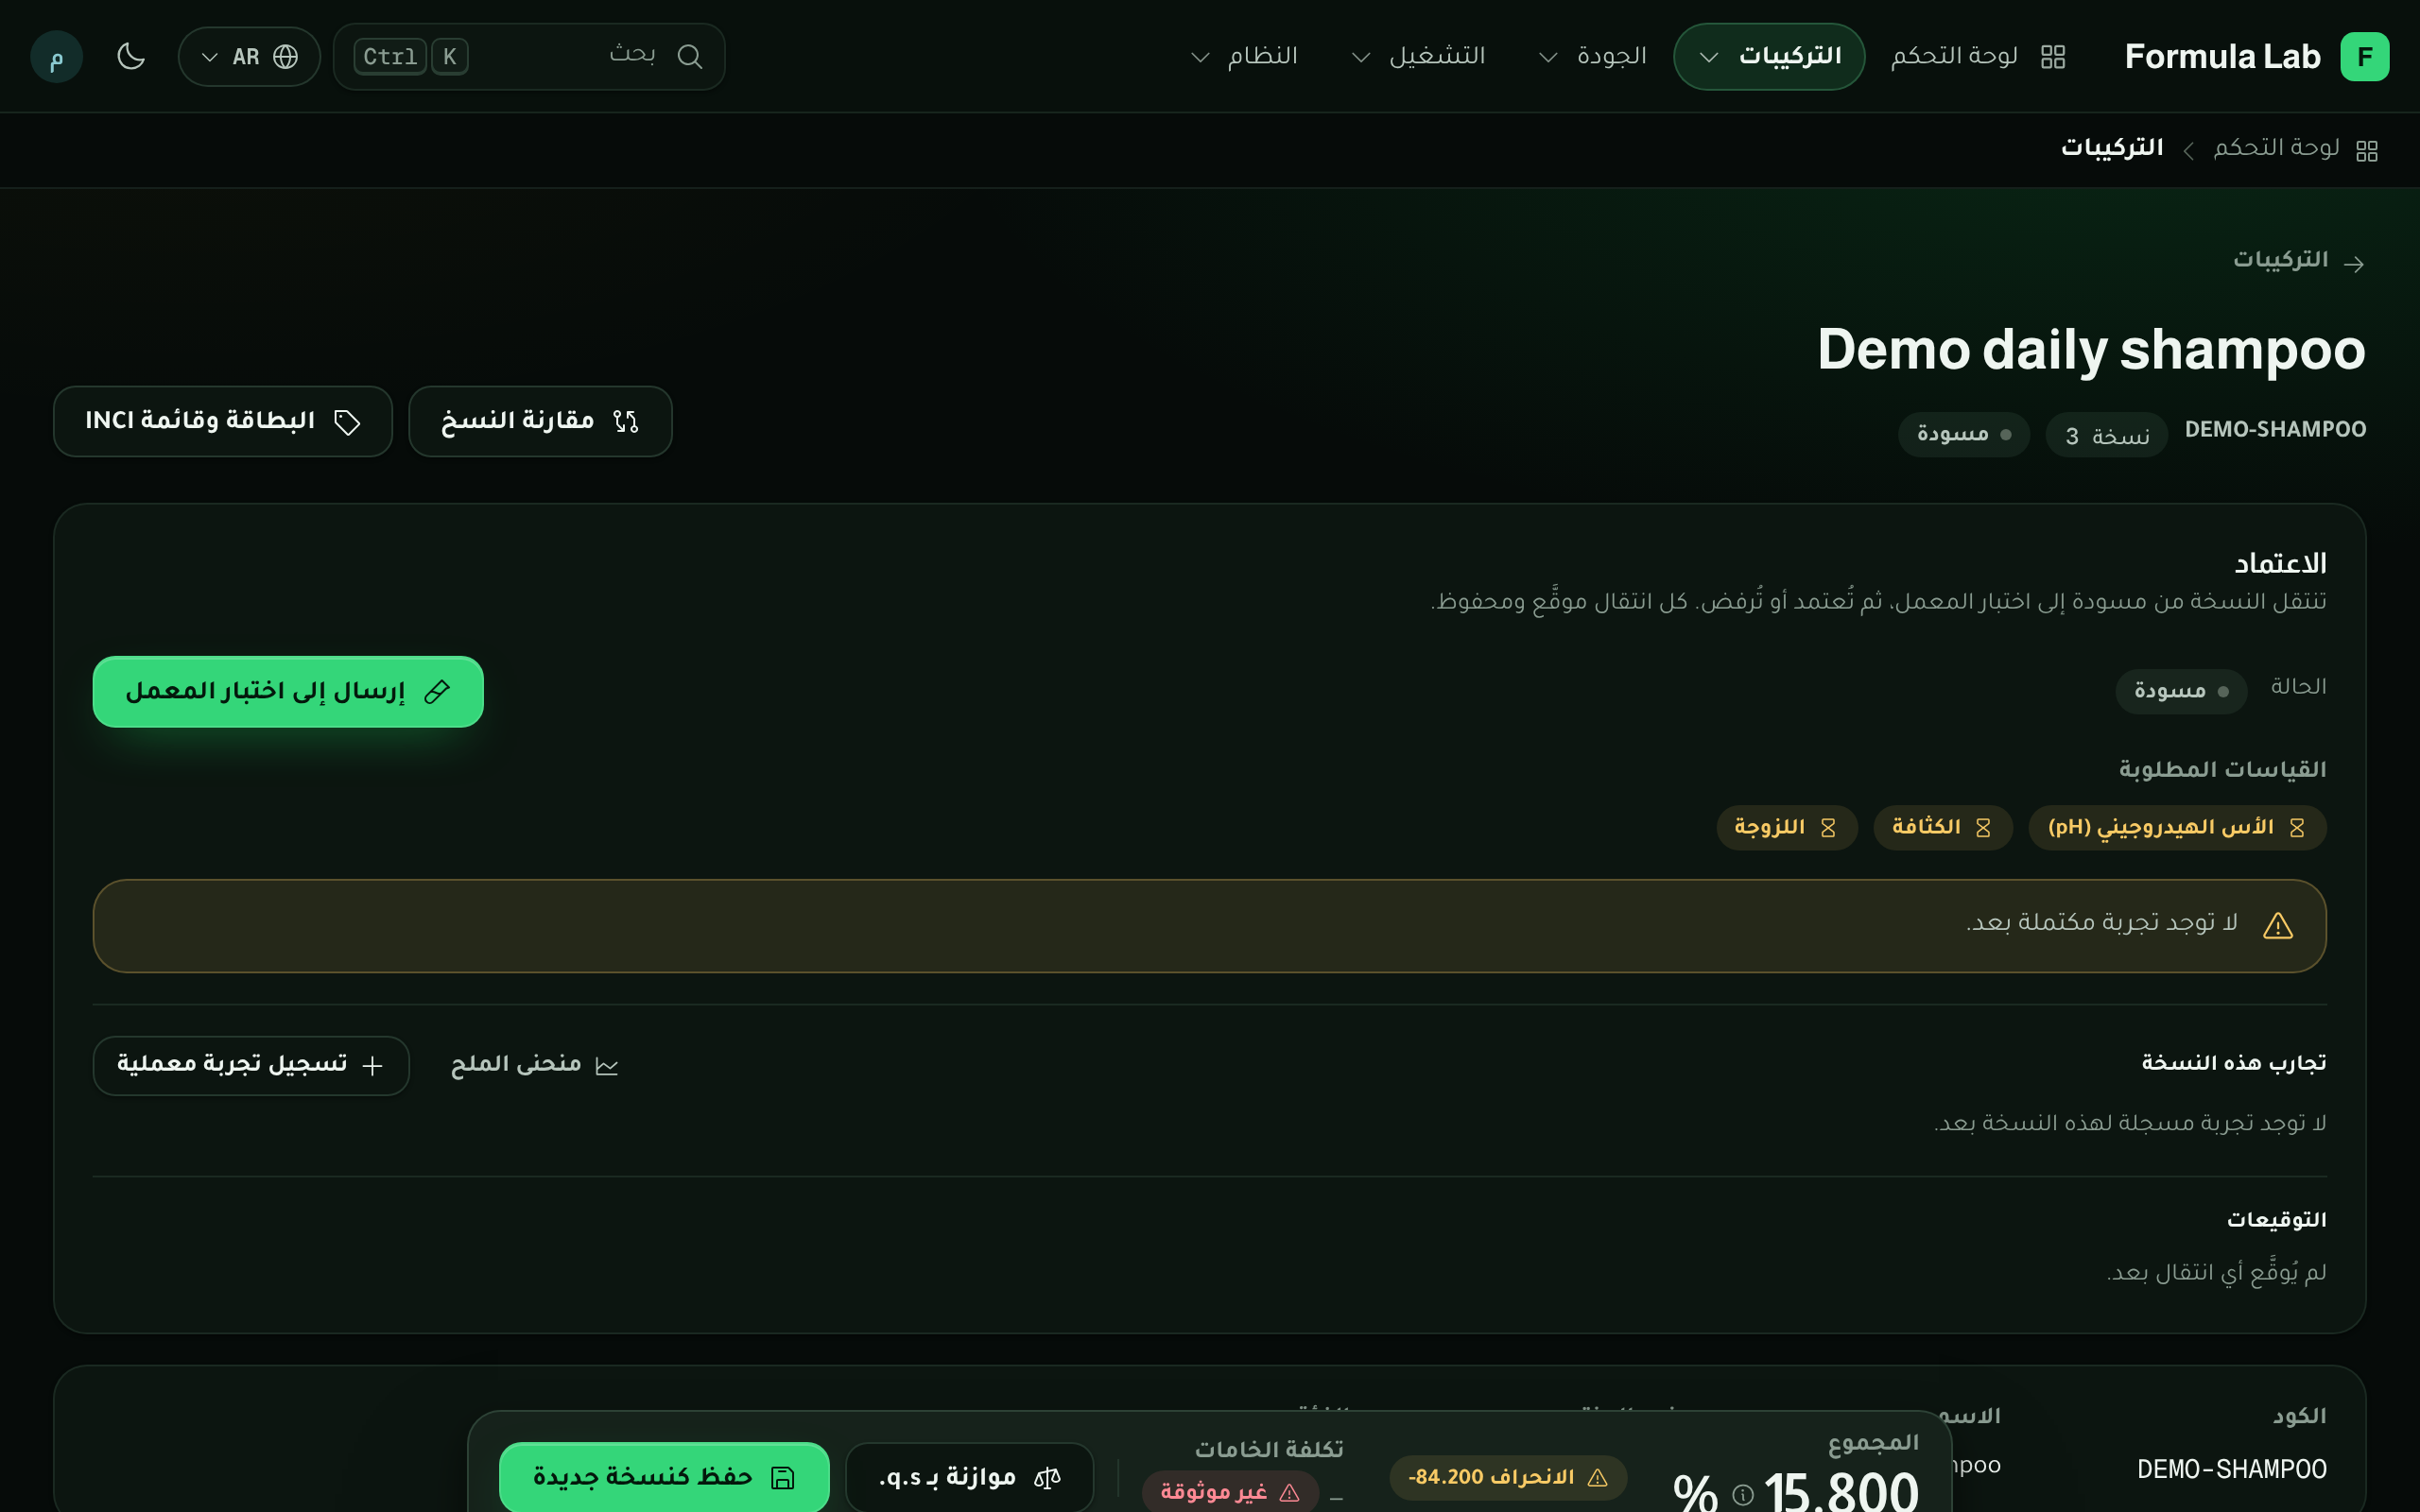 F Formula Lab لوحة التحكم التركيبات الجودة التشغيل النظام بحث Ctrl K AR م
لوحة التحكم التركيبات
التركيبات
Demo daily shampoo
DEMO-SHAMPOO نسخة 3 مسودة
مقارنة النسخ البطاقة وقائمة INCI
الاعتماد
تنتقل النسخة من مسودة إلى اختبار المعمل، ثم تُعتمد أو تُرفض. كل انتقال موقَّع ومحفوظ.
الحالة مسودة إرسال إلى اختبار المعمل
القياسات المطلوبة
الأس الهيدروجيني (pH) الكثافة اللزوجة
لا توجد تجربة مكتملة بعد.
تجارب هذه النسخة منحنى الملح تسجيل تجربة معملية
لا توجد تجربة مسجلة لهذه النسخة بعد.
التوقيعات
لم يُوقَّع أي انتقال بعد.
الكود الاسم
DEMO-SHAMPOO
المجموع
15.800 %
الانحراف 84.200-
تكلفة الخامات
— غير موثوقة
موازنة بـ q.s.
حفظ كنسخة جديدة